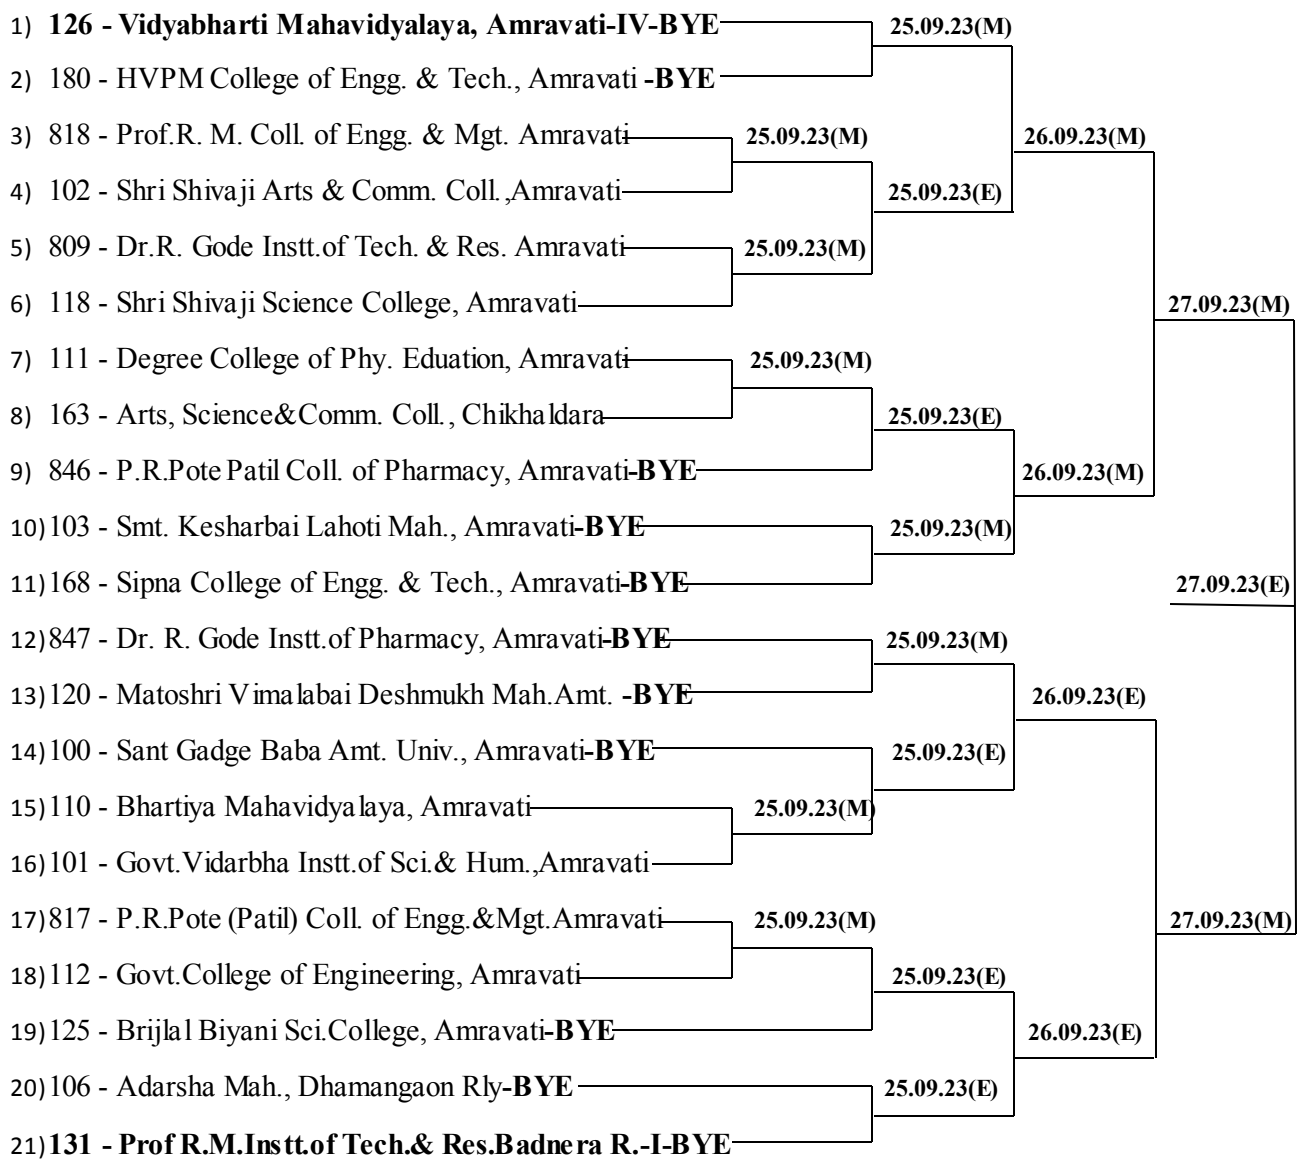 1) 126 - Vidyabharti Mahavidyalaya, Amravati-IV-BYE 25.09.23(M)
2) 180 - HVPM College of Engg. & Tech., Amravati -BYE
3) 818 - Prof.R. M. Coll. of Engg. & Mgt. Amravati 25.09.23(M) 26.09.23(M)
4) 102 - Shri Shivaji Arts & Comm. Coll.,Amravati 25.09.23(E)
5) 809 - Dr.R. Gode Instt.of Tech. & Res. Amravati 25.09.23(M)
6) 118 - Shri Shivaji Science College, Amravati 27.09.23(M)
7) 111 - Degree College of Phy. Eduation, Amravati 25.09.23(M)
8) 163 - Arts, Science&Comm. Coll., Chikhaldara 25.09.23(E)
9) 846 - P.R.Pote Patil Coll. of Pharmacy, Amravati-BYE 26.09.23(M)
10) 103 - Smt. Kesharbai Lahoti Mah., Amravati-BYE 25.09.23(M)
11) 168 - Sipna College of Engg. & Tech., Amravati-BYE 27.09.23(E)
12) 847 - Dr. R. Gode Instt.of Pharmacy, Amravati-BYE 25.09.23(M)
13) 120 - Matoshri Vimalabai Deshmukh Mah.Amt. -BYE 26.09.23(E)
14) 100 - Sant Gadge Baba Amt. Univ., Amravati-BYE 25.09.23(E)
15) 110 - Bhartiya Mahavidyalaya, Amravati 25.09.23(M)
16) 101 - Govt.Vidarbha Instt.of Sci.& Hum.,Amravati
17) 817 - P.R.Pote (Patil) Coll. of Engg.&Mgt.Amravati 25.09.23(M) 27.09.23(M)
18) 112 - Govt.College of Engineering, Amravati 25.09.23(E)
19) 125 - Brijlal Biyani Sci.College, Amravati-BYE 26.09.23(E)
20) 106 - Adarsha Mah., Dhamangaon Rly-BYE 25.09.23(E)
21) 131 - Prof R.M.Instt.of Tech.& Res.Badnera R.-I-BYE